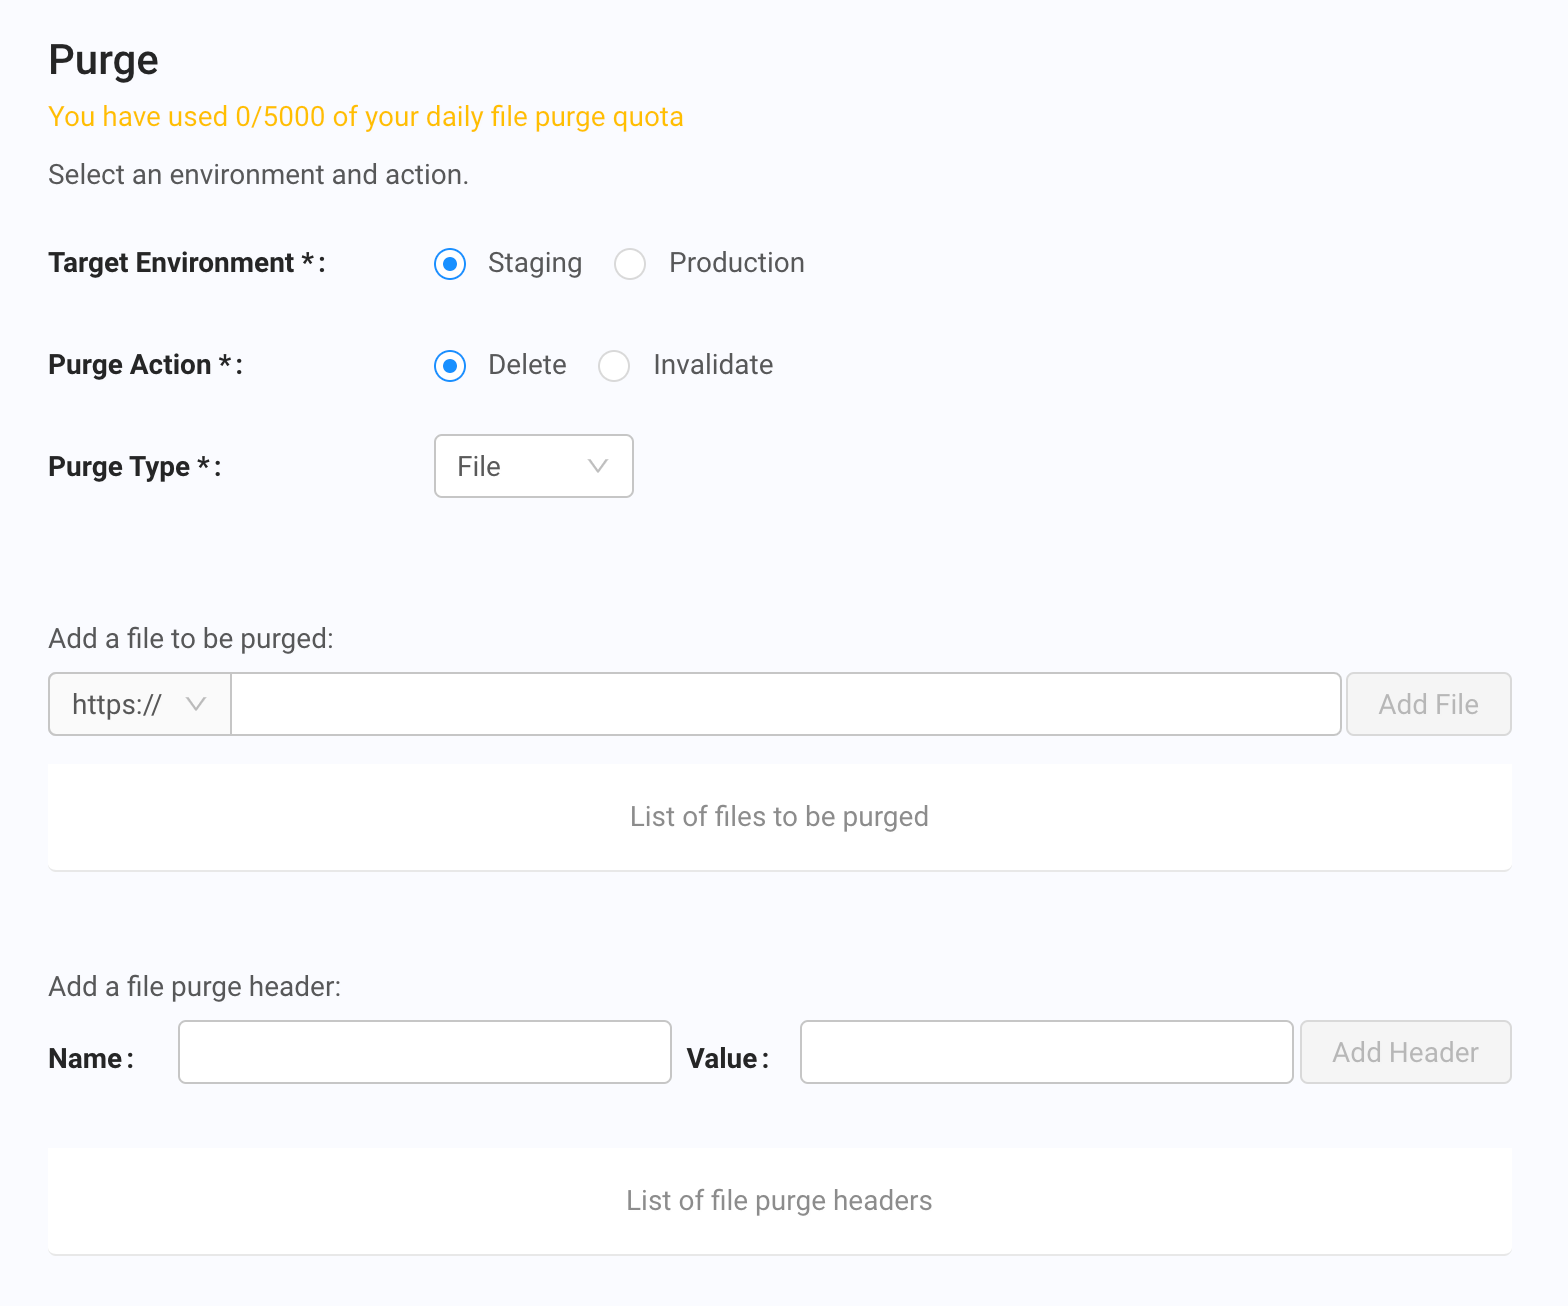 Purge
You have used 0/5000 of your daily file purge quota
Select an environment and action.
Target Environment *: Staging Production
Purge Action *: Delete Invalidate
Purge Type *: File
Add a file to be purged:
https:// Add File
List of files to be purged
Add a file purge header:
Name: Value: Add Header
List of file purge headers